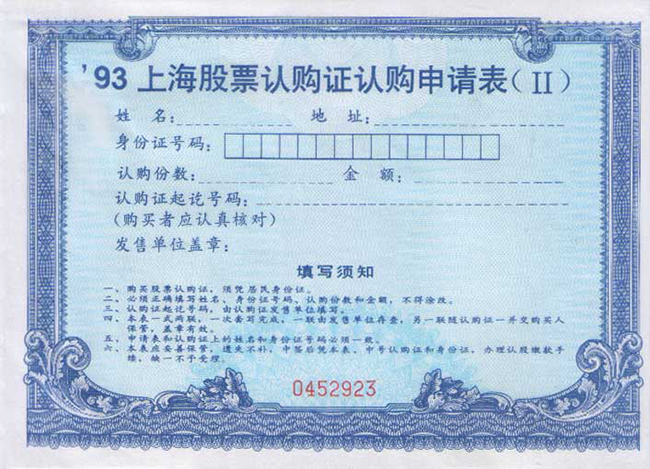 '93 上海股票认购证认购申请表(II)
姓 名: 地 址:
身份证号码:
认购份数: 金 额:
认购证起讫号码:
(购买者应认真核对)
发售单位盖章:
填写须知
一、购买股票认购证,须凭居民身份证。
二、必须正确填写姓名、身份证号码、认购份数和金额,不得涂改。
三、认购证起讫号码,由认购证发售单位填写。
四、本联一式两联,一次套写完成,一联由发售单位存查,另一联随认购证一并交购买人
保管,盖章有效。
五、申请表和认购证上的姓名和身份证号码必须一致。
六、本表应妥善保管,遗失不补,中签后凭本表、中号认购证和身份证,办理认股缴款手
续,缺一不予受理。
0452923